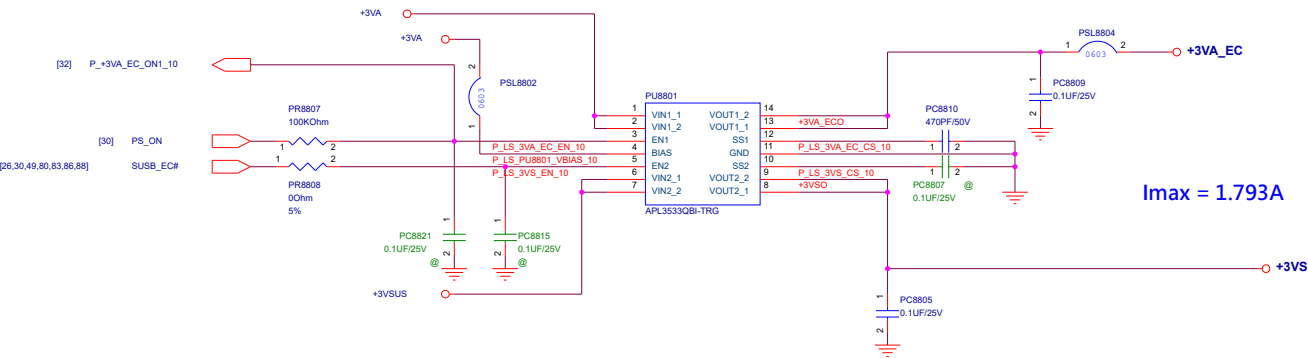 +3VA
+3VA
PSL8804
1
2
0603
+3VA_EC
[32]
P_+3VA_EC_ON1_10
2
0603
1
PSL8802
PC8809
0.1UF/25V
1
2
PU8801
PR8807
100KOhm
PC8810
470PF/50V
1
VIN1_1
VOUT1_2
14
2
VIN1_2
VOUT1_1
13
+3VA_ECO
[30]
PS_ON
1
2
3
EN1
SS1
12
P_LS_3VA_EC_EN_10
4
BIAS
GND
11
P_LS_3VA_EC_CS_10
1
2
P_LS_PU8801_VBIAS_10
[26,30,49,80,83,86,88]
SUSB_EC#
1
2
5
EN2
SS2
10
P_LS_3VS_EN_10
6
VIN2_1
VOUT2_2
9
P_LS_3VS_CS_10
1
2
7
VIN2_2
VOUT2_1
8
+3VSO
PR8808
0Ohm
5%
PC8807
@
0.1UF/25V
APL3533QBI-TRG
Imax = 1.793A
1
PC8821
0.1UF/25V
2
@
1
PC8815
0.1UF/25V
2
@
+3VS
+3VSUS
1
PC8805
0.1UF/25V
2